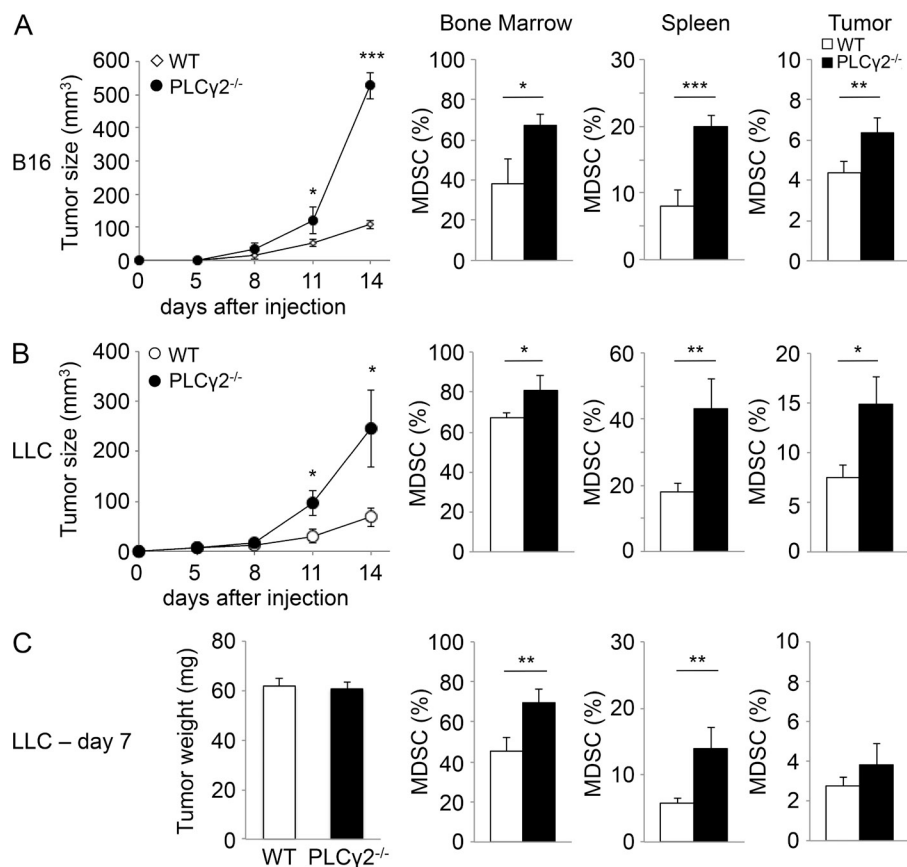 A
WT
PLCγ2-/-
Tumor size (mm³)
600
500
400
300
200
100
0
*
***
0 5 8 11 14
days after injection
B16
Bone Marrow
MDSC (%)
100
80
60
40
40
0
*
Spleen
MDSC (%)
30
20
10
0
***
Tumor
WT
PLCγ2-/-
MDSC (%)
10
8
6
4
2
0
**
B
WT
PLCγ2-/-
Tumor size (mm³)
400
300
200
100
0
*
*
0 5 8 11 14
days after injection
LLC
MDSC (%)
100
80
60
40
40
0
*
MDSC (%)
60
40
20
0
**
MDSC (%)
20
15
10
5
0
*
C
LLC – day 7
Tumor weight (mg)
80
60
40
20
0
WT PLCγ2-/-
MDSC (%)
100
80
60
40
40
0
**
MDSC (%)
30
20
10
0
**
MDSC (%)
10
8
6
4
2
0